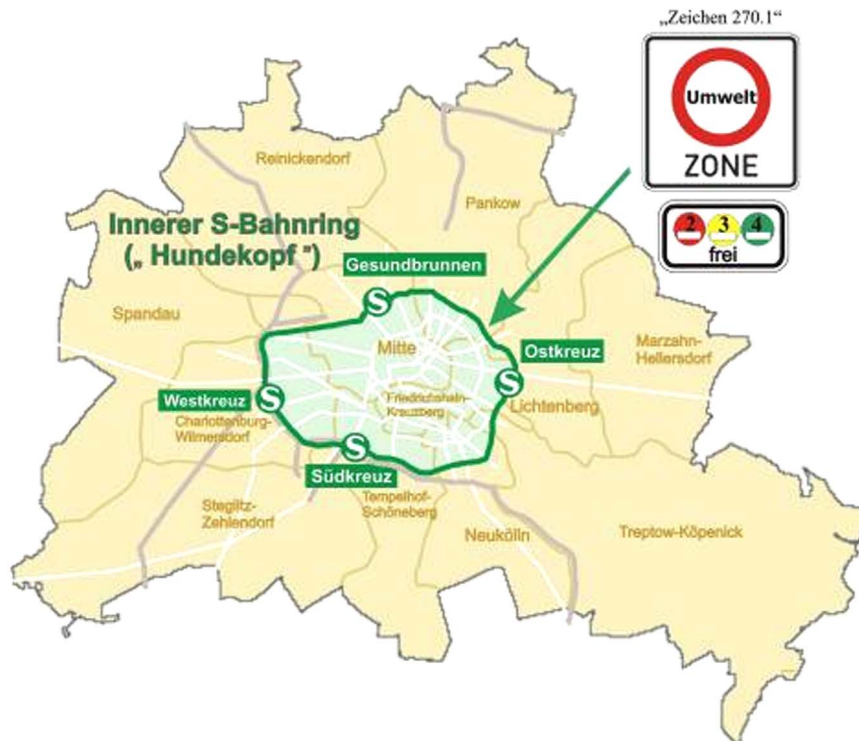 „Zeichen 270.1“
Umwelt
ZONE
2 3 4
frei
Reinickendorf
Pankow
Innerer S-Bahnring
(„ Hundekopf ”)
Gesundbrunnen
S
Spandau
Mitte
Ostkreuz
Marzahn-
Hellersdorf
S
Westkreuz
S
Friedrichshain-
Kreuzberg
Lichtenberg
Charlottenburg-
Wilmersdorf
S
Südkreuz
Steglitz-
Zehlendorf
Tempelhof-
Schöneberg
Neukölln
Treptow-Köpenick